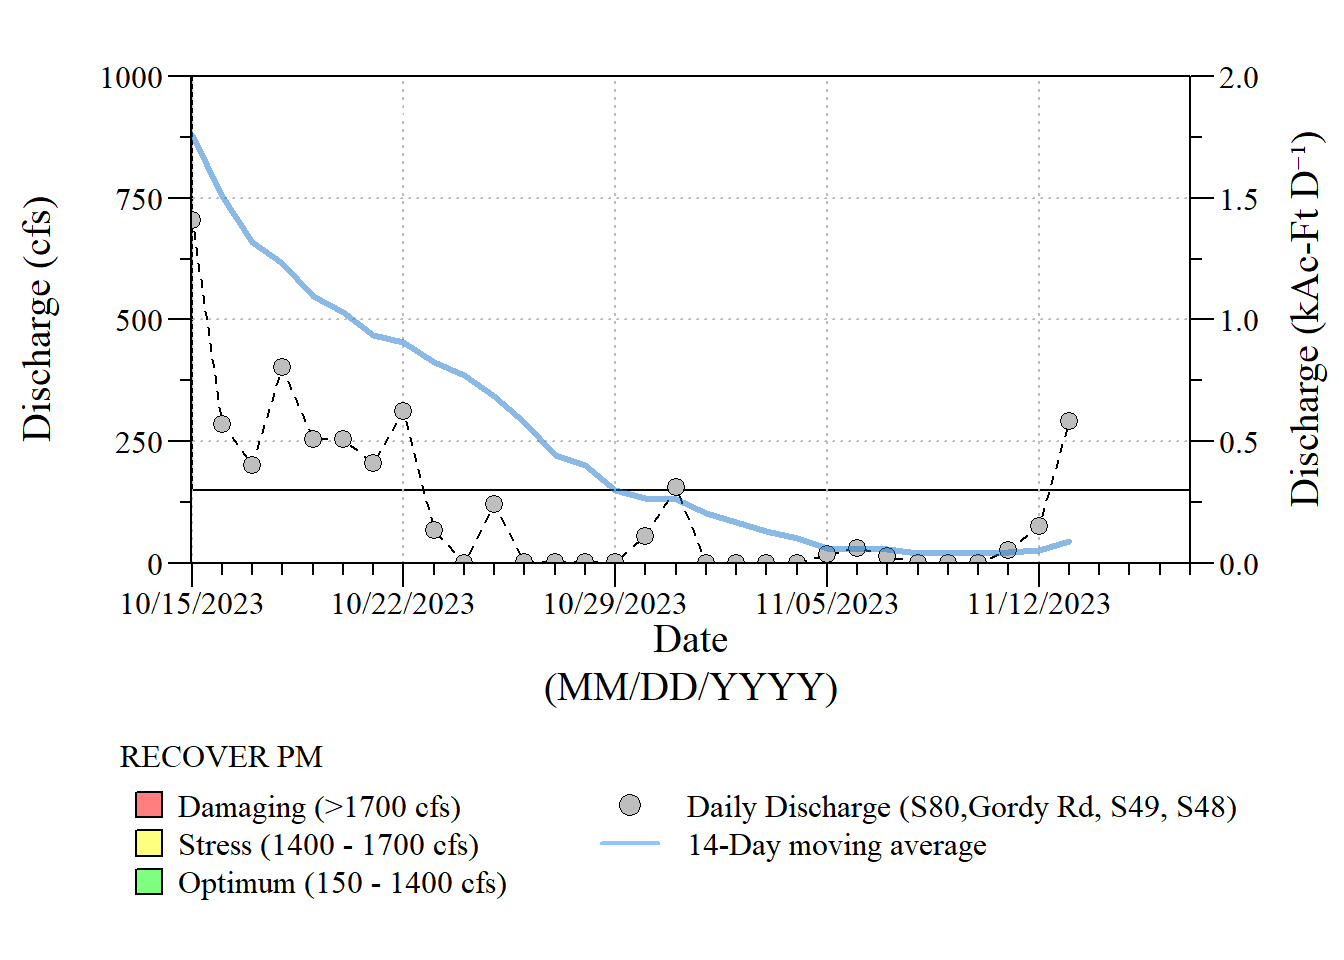 1000
750
500
250
0
Discharge (cfs)
2.0
1.5
1.0
0.5
0.0
Discharge (kAc-Ft D⁻¹)
10/15/2023 10/22/2023 10/29/2023 11/05/2023 11/12/2023
Date
(MM/DD/YYYY)
RECOVER PM
Damaging (>1700 cfs)
Stress (1400 - 1700 cfs)
Optimum (150 - 1400 cfs)
Daily Discharge (S80,Gordy Rd, S49, S48)
14-Day moving average